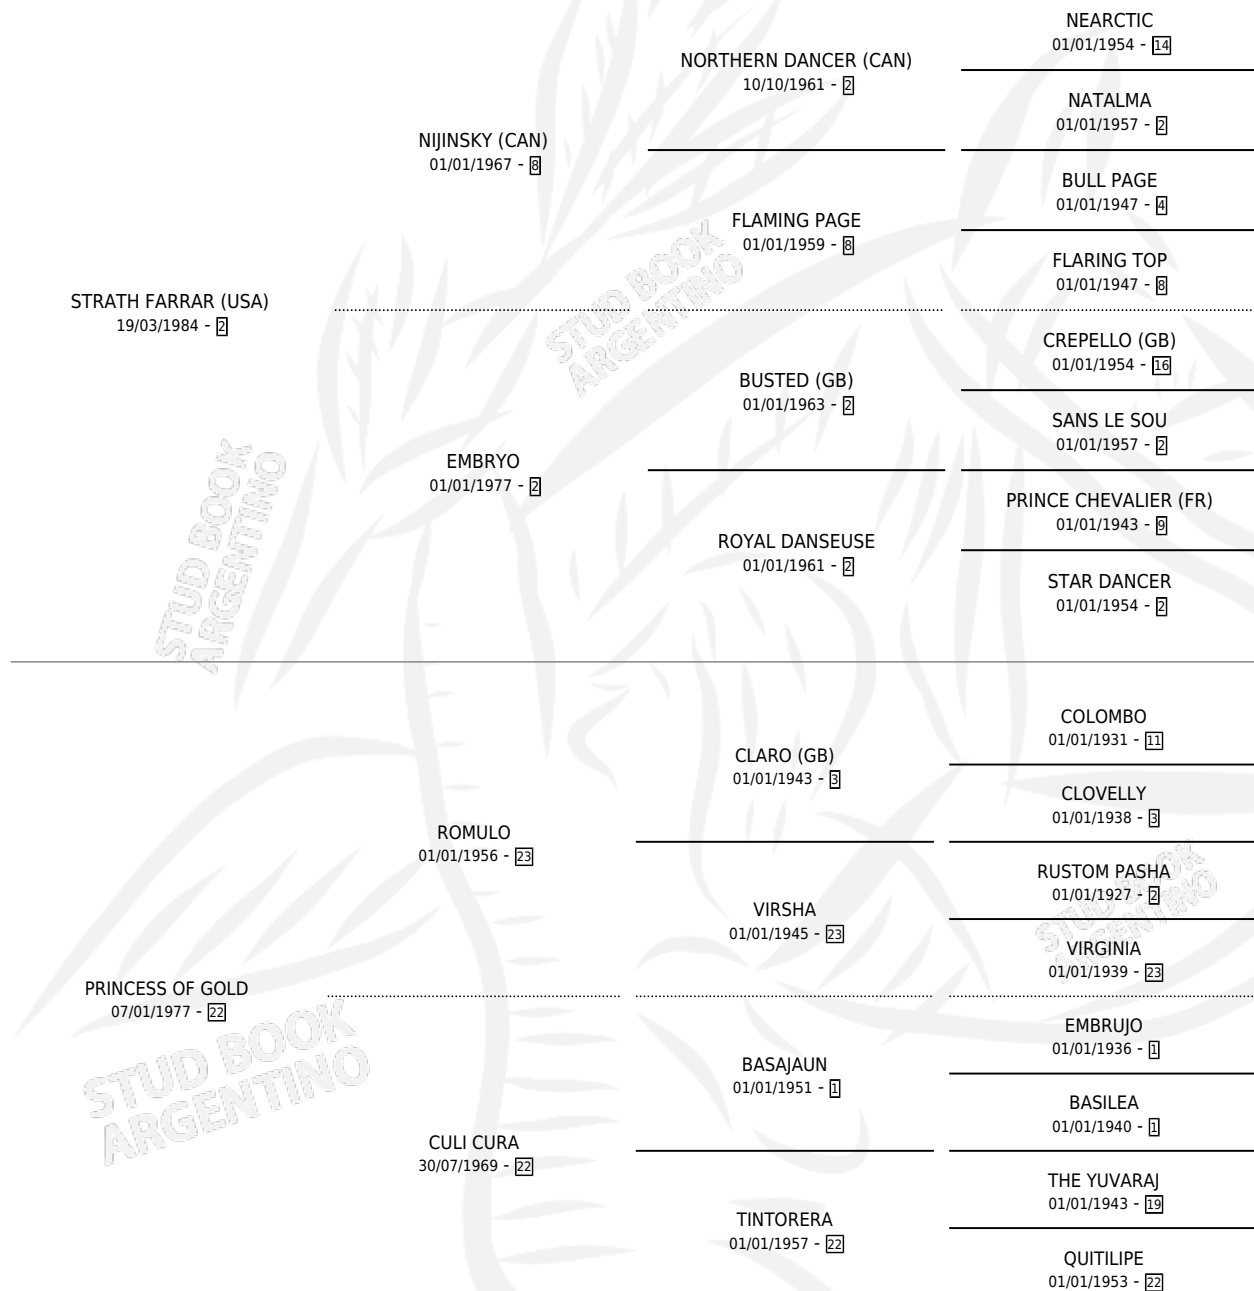 NEARCTIC
01/01/1954 - 14
NORTHERN DANCER (CAN)
10/10/1961 - 2
NATALMA
01/01/1957 - 2
NIJINSKY (CAN)
01/01/1967 - 8
BULL PAGE
01/01/1947 - 4
FLAMING PAGE
01/01/1959 - 8
FLARING TOP
01/01/1947 - 8
STRATH FARRAR (USA)
19/03/1984 - 2
STUD BOOK
ARGENTINO
CREPELLO (GB)
01/01/1954 - 16
BUSTED (GB)
01/01/1963 - 2
SANS LE SOU
01/01/1957 - 2
EMBRYO
01/01/1977 - 2
PRINCE CHEVALIER (FR)
01/01/1943 - 9
ROYAL DANSEUSE
01/01/1961 - 2
STAR DANCER
01/01/1954 - 2
STUD BOOK
ARGENTINO
COLOMBO
01/01/1931 - 11
CLARO (GB)
01/01/1943 - 3
CLOVELLY
01/01/1938 - 3
ROMULO
01/01/1956 - 23
RUSTOM PASHA
01/01/1927 - 2
VIRSHA
01/01/1945 - 23
VIRGINIA
01/01/1939 - 23
STUD BOOK
ARGENTINO
PRINCESS OF GOLD
07/01/1977 - 22
STUD BOOK
ARGENTINO
EMBRUJO
01/01/1936 - 1
BASAJAUN
01/01/1951 - 1
BASILEA
01/01/1940 - 1
CULI CURA
30/07/1969 - 22
THE YUVARAJ
01/01/1943 - 19
TINTORERA
01/01/1957 - 22
QUITILIPE
01/01/1953 - 22